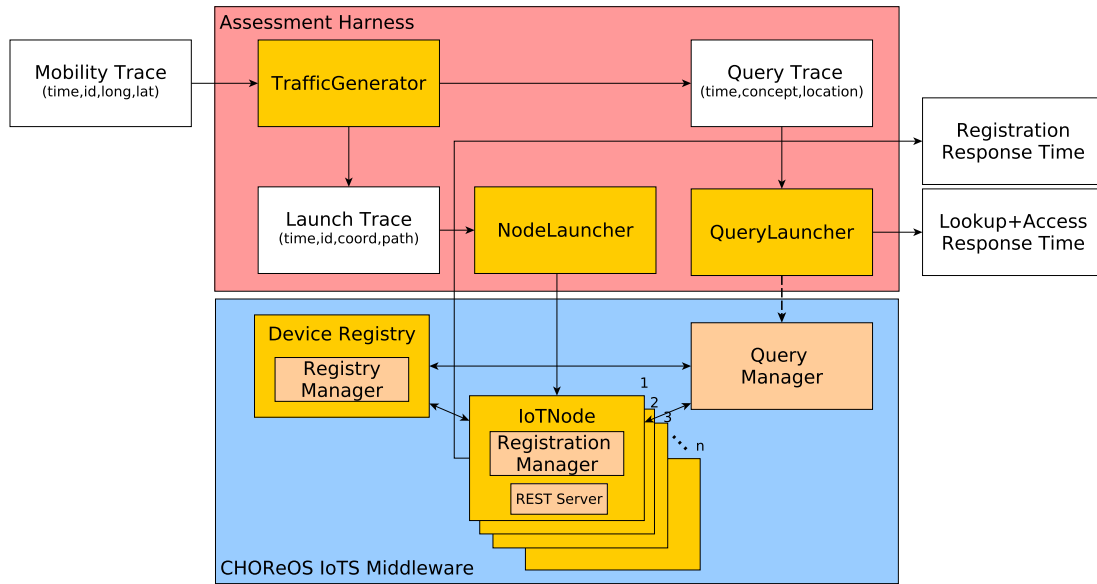 Assessment Harness
Mobility Trace
(time,id,long,lat)
TrafficGenerator
Query Trace
(time,concept,location)
Registration
Response Time
Launch Trace
(time,id,coord,path)
NodeLauncher
QueryLauncher
Lookup+Access
Response Time
Device Registry
Registry
Manager
Query
Manager
1
2
3
n
IoTNode
Registration
Manager
REST Server
CHOReOS IoTS Middleware